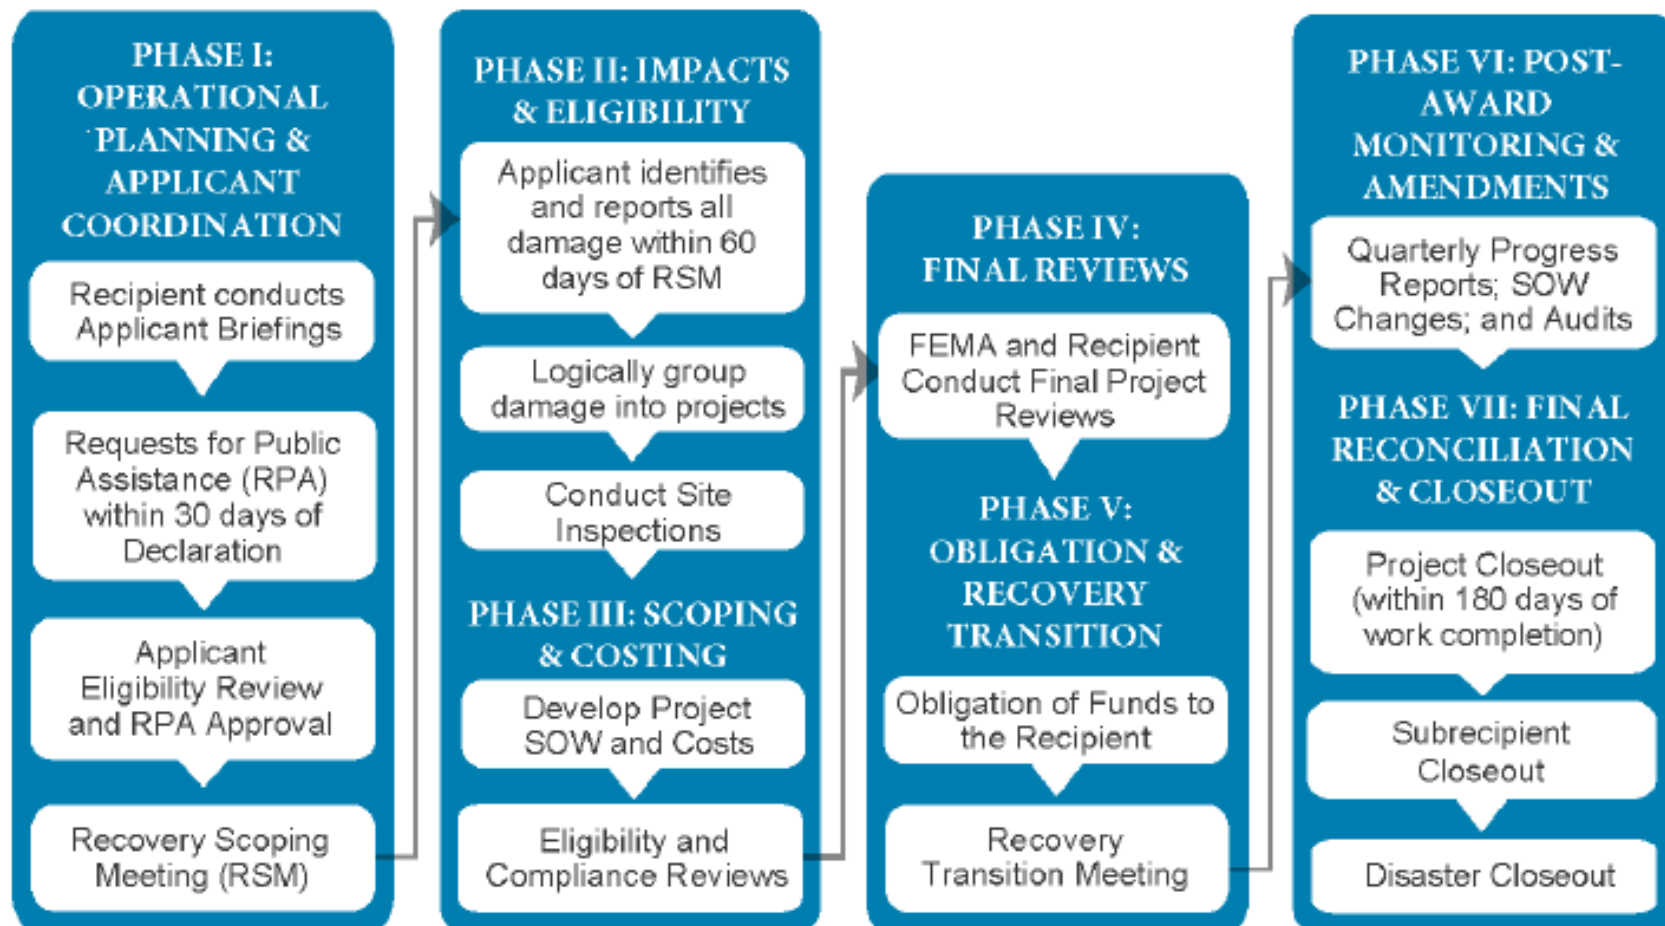 PHASE I:
OPERATIONAL
PLANNING &
APPLICANT
COORDINATION
Recipient conducts
Applicant Briefings
Requests for Public
Assistance (RPA)
within 30 days of
Declaration
Applicant
Eligibility Review
and RPA Approval
Recovery Scoping
Meeting (RSM)
PHASE II: IMPACTS
& ELIGIBILITY
Applicant identifies
and reports all
damage within 60
days of RSM
Logically group
damage into projects
Conduct Site
Inspections
PHASE III: SCOPING
& COSTING
Develop Project
SOW and Costs
Eligibility and
Compliance Reviews
PHASE IV:
FINAL REVIEWS
FEMA and Recipient
Conduct Final Project
Reviews
PHASE V:
OBLIGATION &
RECOVERY
TRANSITION
Obligation of Funds to
the Recipient
Recovery
Transition Meeting
PHASE VI: POST-
AWARD
MONITORING &
AMENDMENTS
Quarterly Progress
Reports; SOW
Changes; and Audits
PHASE VII: FINAL
RECONCILIATION
& CLOSEOUT
Project Closeout
(within 180 days of
work completion)
Subrecipient
Closeout
Disaster Closeout